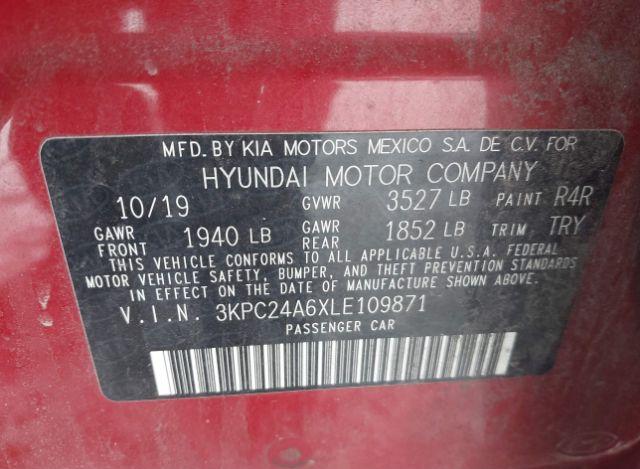 MFD. BY KIA MOTORS MEXICO S.A. DE C.V. FOR
HYUNDAI MOTOR COMPANY
10/19 GVWR 3527 LB PAINT R4R
GAWR FRONT 1940 LB GAWR REAR 1852 LB TRIM TRY
THIS VEHICLE CONFORMS TO ALL APPLICABLE U.S.A. FEDERAL
MOTOR VEHICLE SAFETY, BUMPER, AND THEFT PREVENTION STANDARDS
IN EFFECT ON THE DATE OF MANUFACTURE SHOWN ABOVE.
V.I.N. 3KPC24A6XLE109871
PASSENGER CAR